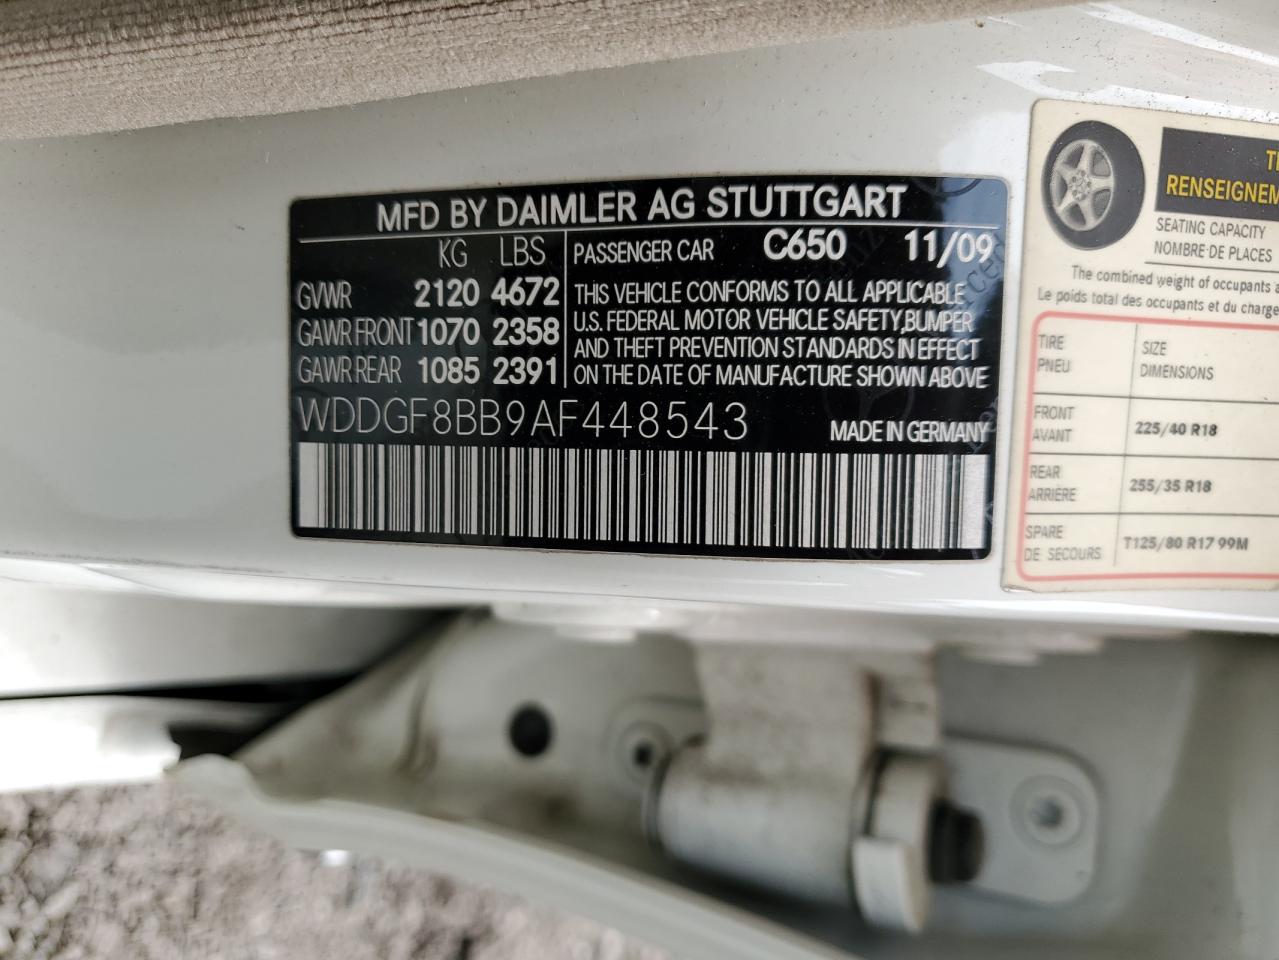 MFD BY DAIMLER AG STUTTGART
KG LBS
GVWR 2120 4672
GAWR FRONT 1070 2358
GAWR REAR 1085 2391
PASSENGER CAR C650 11/09
THIS VEHICLE CONFORMS TO ALL APPLICABLE
U.S. FEDERAL MOTOR VEHICLE SAFETY,BUMPER
AND THEFT PREVENTION STANDARDS IN EFFECT
ON THE DATE OF MANUFACTURE SHOWN ABOVE
WDDGF8BB9AF448543
MADE IN GERMANY
SEATING CAPACITY
NOMBRE DE PLACES
The combined weight of occupants
Le poids total des occupants et du
TIRE
PNEU
SIZE
DIMENSIONS
FRONT
AVANT
225/40 R18
REAR
ARRIÈRE
255/35 R18
SPARE
DE SECOURS
T125/80 R17 99M